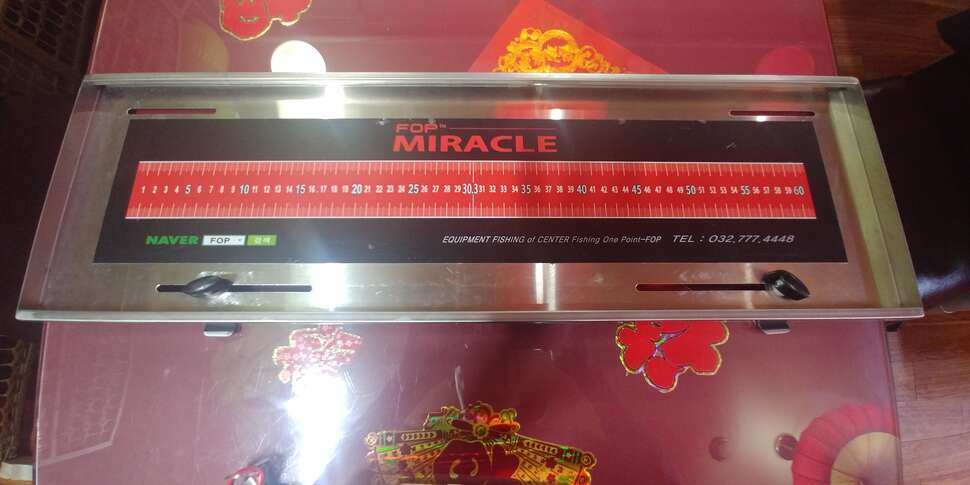 FOP™
MIRACLE
1 2 3 4 5 6 7 8 9 10 11 12 13 14 15 16 17 18 19 20 21 22 23 24 25 26 27 28 29 30.3 31 32 33 34 35 36 37 38 39 40 41 42 43 44 45 46 47 48 49 50 51 52 53 54 55 56 57 58 59 60
NAVER FOP 검색 EQUIPMENT FISHING of CENTER Fishing One Point-FOP TEL : 032.777.4448